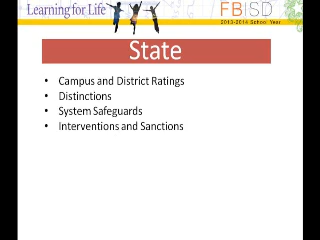 Learning for Life
FBISD
2013-2014 School Year
State
• Campus and District Ratings
• Distinctions
• System Safeguards
• Interventions and Sanctions